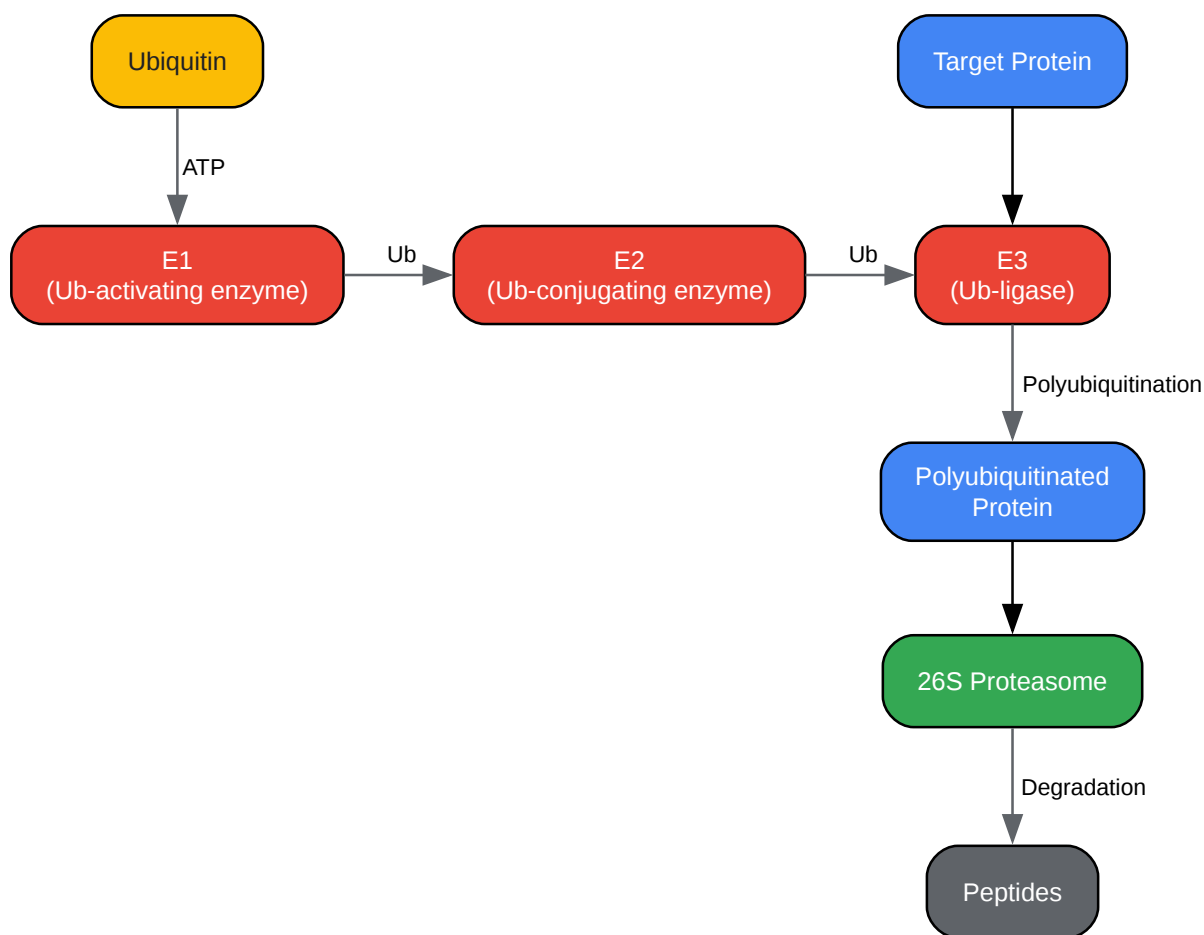 Ubiquitin
Target Protein
ATP
E1
(Ub-activating enzyme)
Ub
E2
(Ub-conjugating enzyme)
Ub
E3
(Ub-ligase)
Polyubiquitination
Polyubiquitinated
Protein
26S Proteasome
Degradation
Peptides